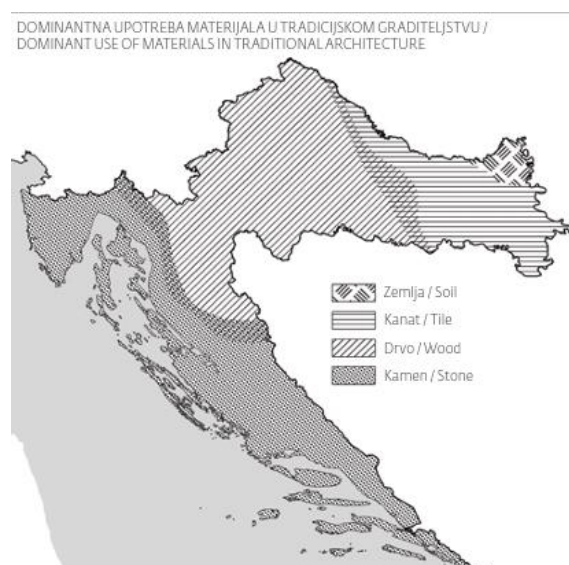 DOMINANTNA UPOTREBA MATERIJALA U TRADICIJSKOM GRADITELJSTVU /
DOMINANT USE OF MATERIALS IN TRADITIONAL ARCHITECTURE
Zemlja / Soil
Kanat / Tile
Drvo / Wood
Kamen / Stone